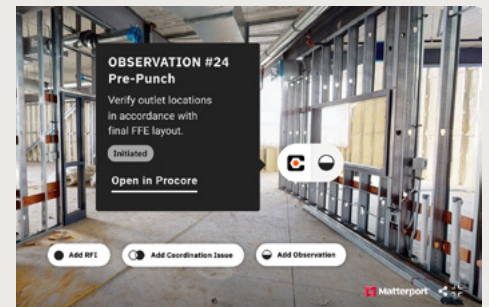 OBSERVATION #24
Pre-Punch
Verify outlet locations
in accordance with
final FFE layout.
Initiated
Open in Procore
Add RFI
Add Coordination Issue
Add Observation
Matterport